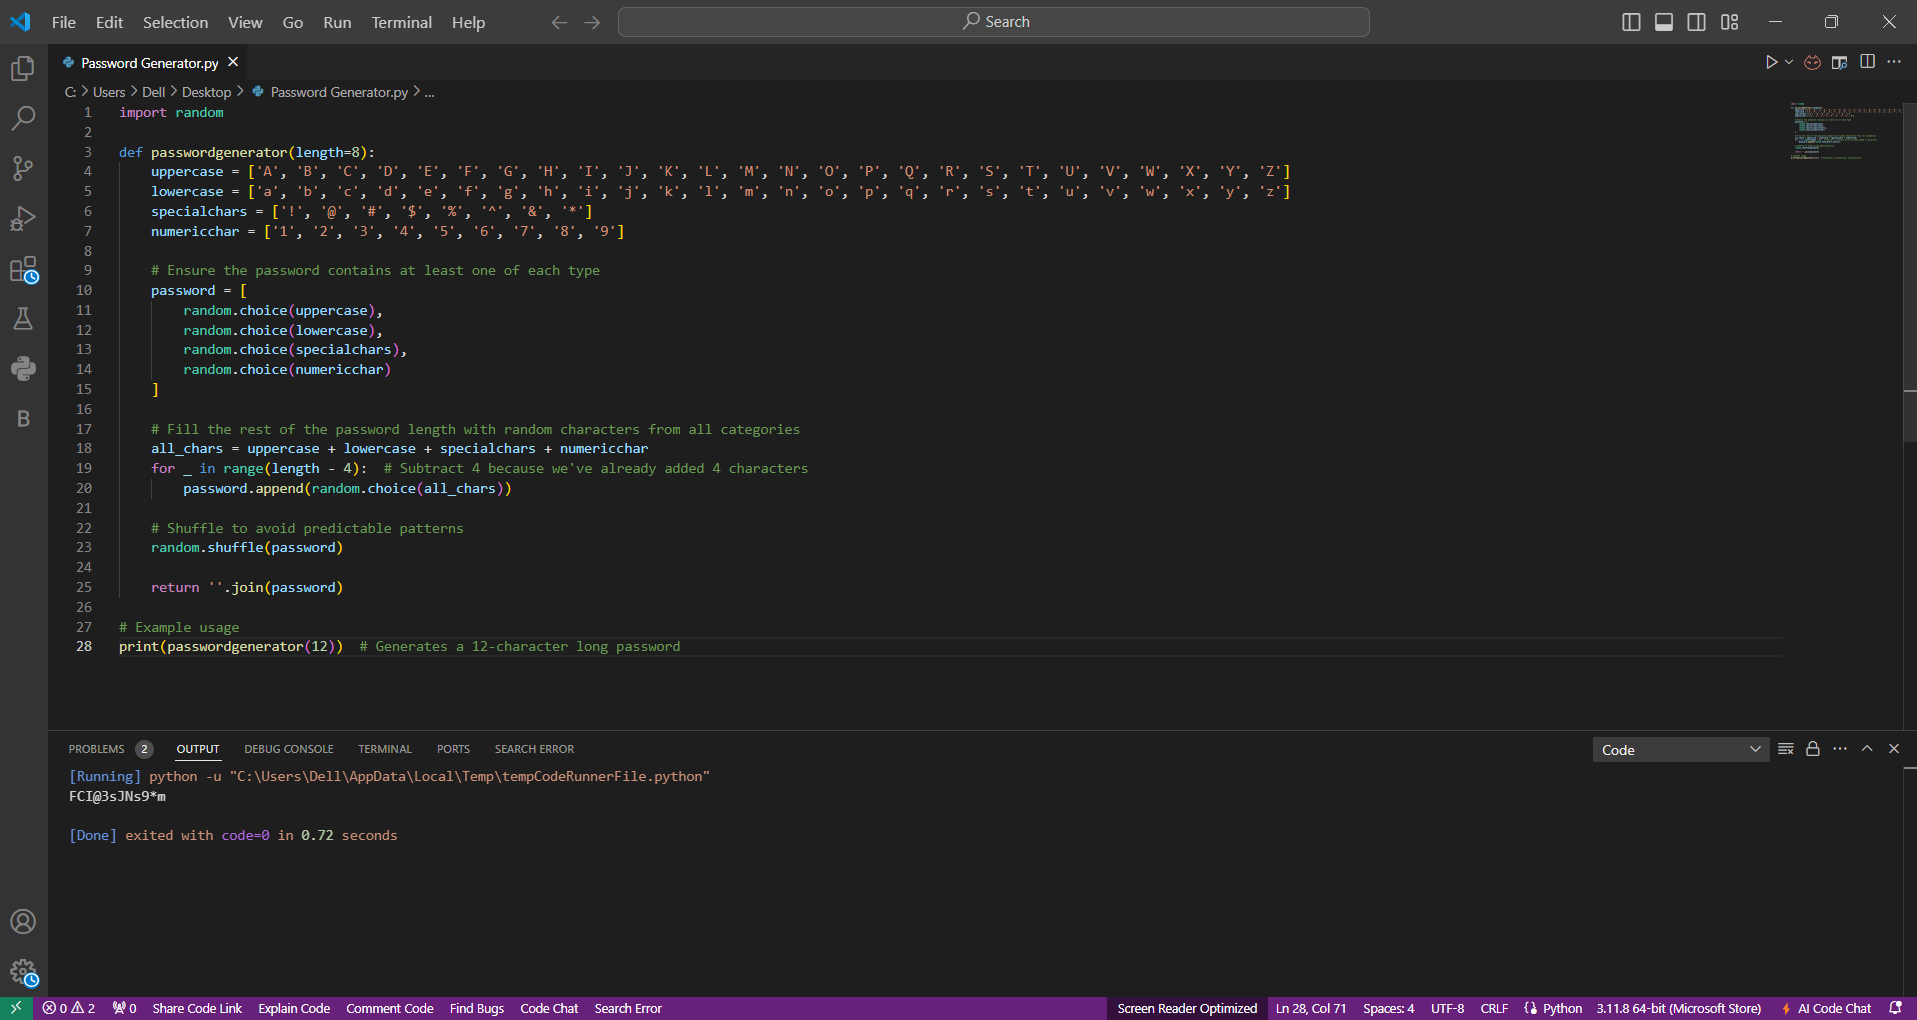 File Edit Selection View Go Run Terminal Help
Search
Password Generator.py
C: > Users > Dell > Desktop > Password Generator.py > ...
1 import random
2
3 def passwordgenerator(length=8):
4     uppercase = ['A', 'B', 'C', 'D', 'E', 'F', 'G', 'H', 'I', 'J', 'K', 'L', 'M', 'N', 'O', 'P', 'Q', 'R', 'S', 'T', 'U', 'V', 'W', 'X', 'Y', 'Z']
5     lowercase = ['a', 'b', 'c', 'd', 'e', 'f', 'g', 'h', 'i', 'j', 'k', 'l', 'm', 'n', 'o', 'p', 'q', 'r', 's', 't', 'u', 'v', 'w', 'x', 'y', 'z']
6     specialchars = ['!', '@', '#', '$', '%', '^', '&', '*']
7     numericchar = ['1', '2', '3', '4', '5', '6', '7', '8', '9']
8
9     # Ensure the password contains at least one of each type
10     password = [
11         random.choice(uppercase),
12         random.choice(lowercase),
13         random.choice(specialchars),
14         random.choice(numericchar)
15     ]
16
17     # Fill the rest of the password length with random characters from all categories
18     all_chars = uppercase + lowercase + specialchars + numericchar
19     for _ in range(length - 4):  # Subtract 4 because we've already added 4 characters
20         password.append(random.choice(all_chars))
21
22     # Shuffle to avoid predictable patterns
23     random.shuffle(password)
24
25     return ''.join(password)
26
27 # Example usage
28 print(passwordgenerator(12))  # Generates a 12-character long password
PROBLEMS 2 OUTPUT DEBUG CONSOLE TERMINAL PORTS SEARCH ERROR
Code
[Running] python -u "C:\Users\Dell\AppData\Local\Temp\tempCodeRunnerFile.python"
FCI@3sJNs9*m
[Done] exited with code=0 in 0.72 seconds
B
0 2 0 Share Code Link Explain Code Comment Code Find Bugs Code Chat Search Error Screen Reader Optimized Ln 28, Col 71 Spaces: 4 UTF-8 CRLF Python 3.11.8 64-bit (Microsoft Store) AI Code Chat